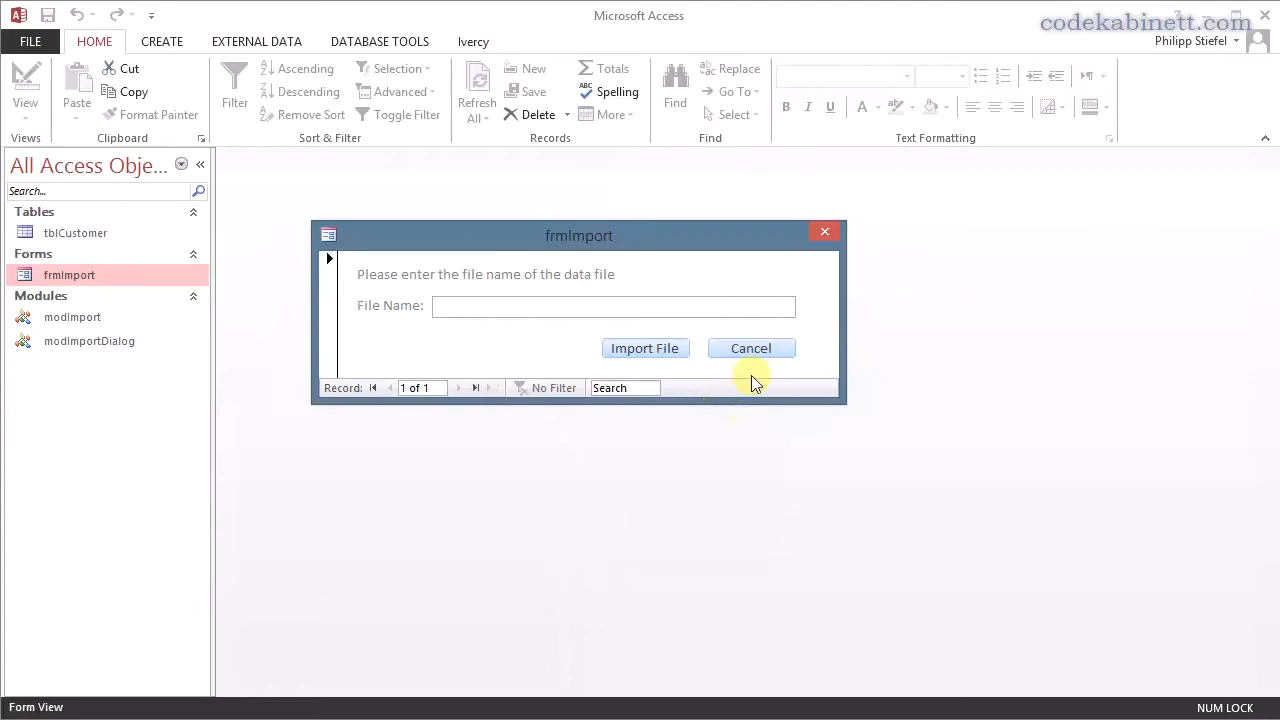 Microsoft Access
codekabinett.com
FILE HOME CREATE EXTERNAL DATA DATABASE TOOLS Ivercy Philipp Stiefel
View
Views
Paste
Cut
Copy
Format Painter
Clipboard
Filter
Ascending
Descending
Remove Sort
Selection
Advanced
Toggle Filter
Sort & Filter
Refresh
All
New
Save
Delete
Totals
Spelling
More
Records
Find
Replace
Go To
Select
Find
B I U A
Text Formatting
All Access Obje...
Search...
Tables
tblCustomer
Forms
frmImport
Modules
modImport
modImportDialog
frmImport
Please enter the file name of the data file
File Name:
Import File Cancel
Record: 1 of 1 No Filter Search
Form View NUM LOCK